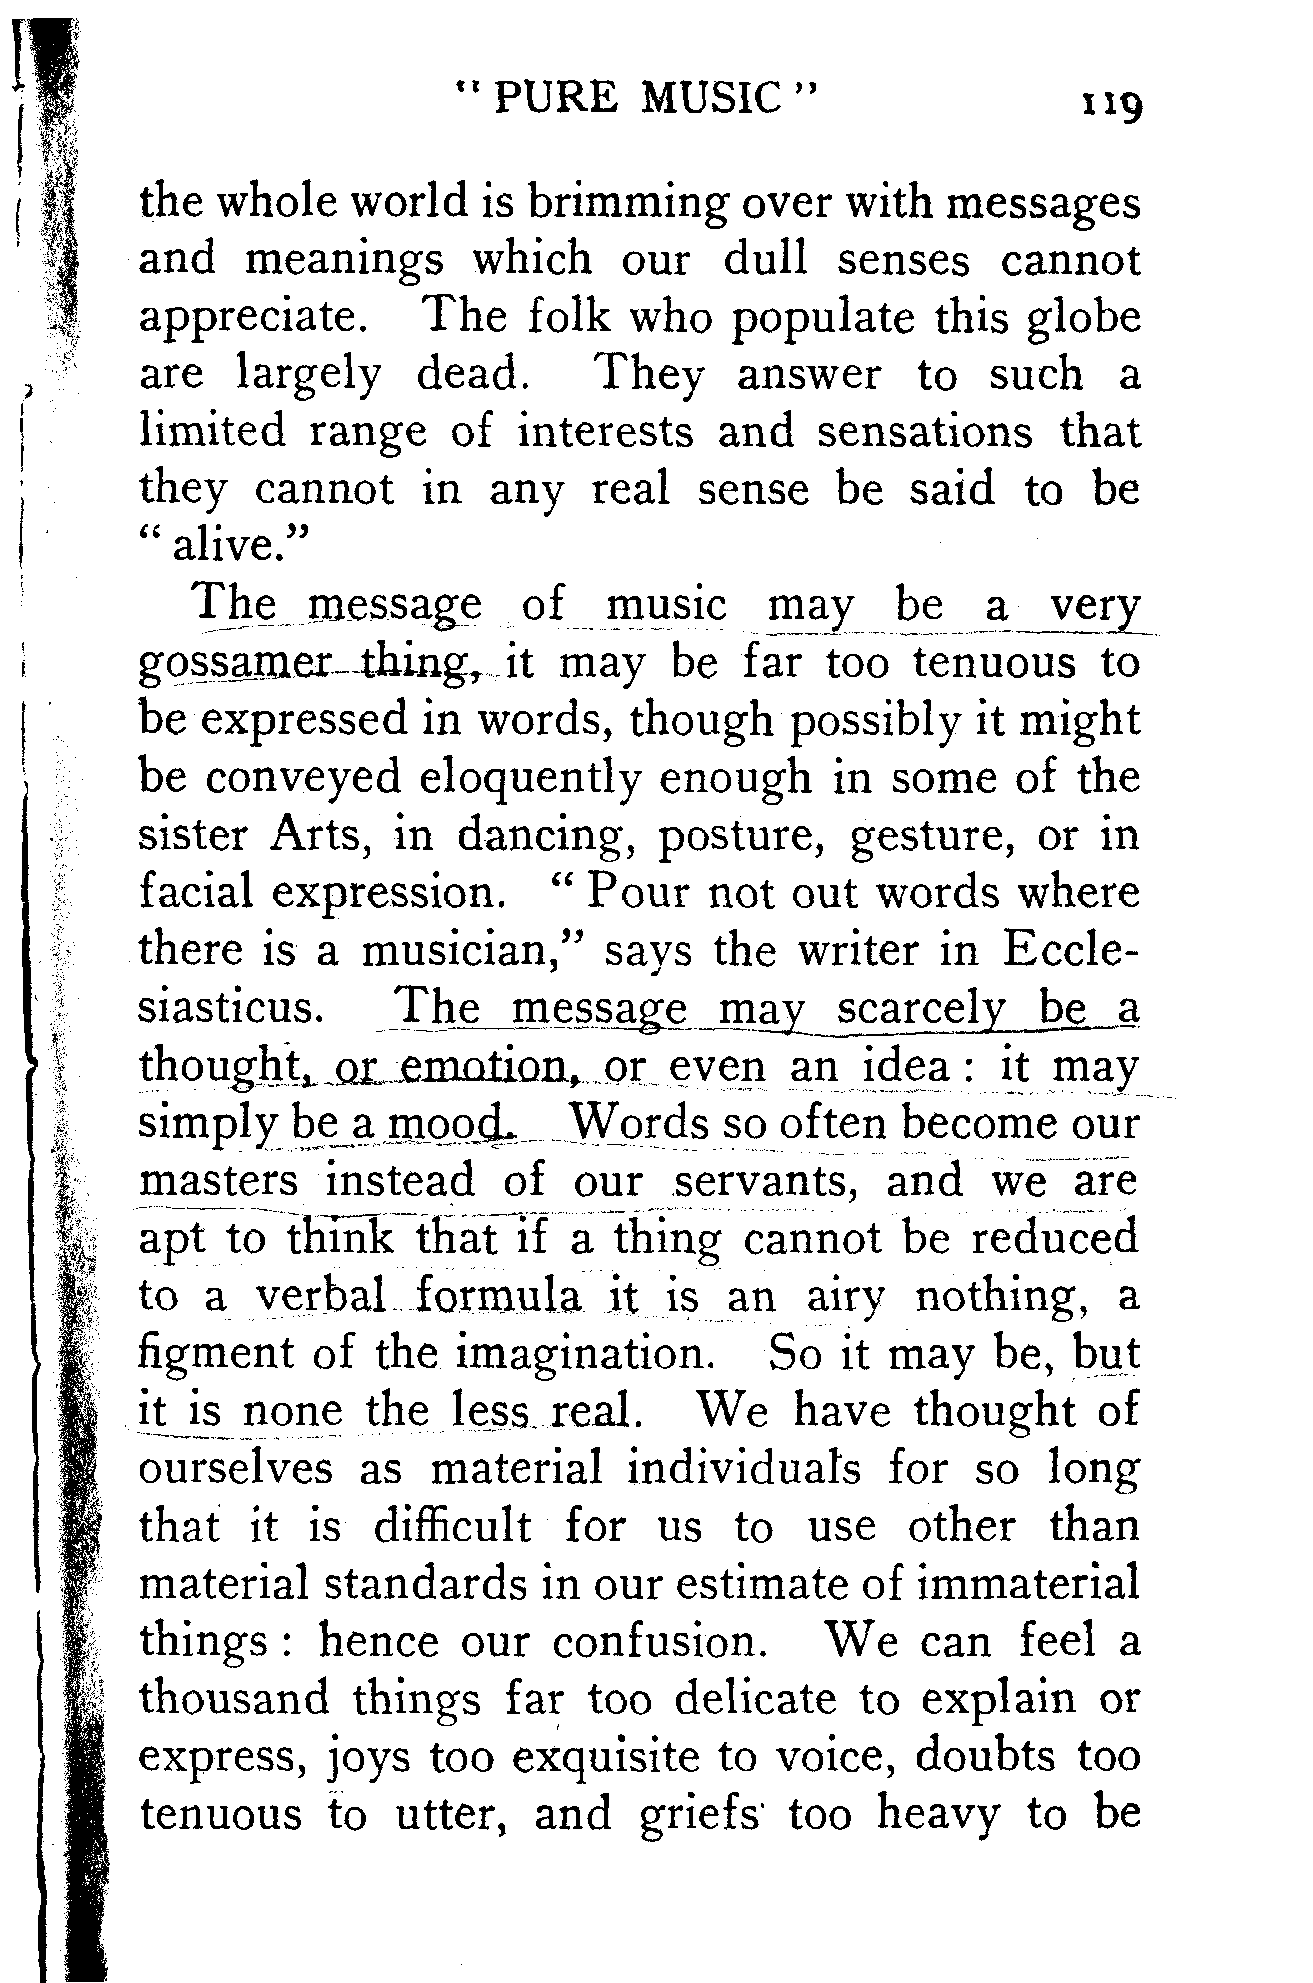 “ PURE MUSIC ” 119
the whole world is brimming over with messages
and meanings which our dull senses cannot
appreciate. The folk who populate this globe
are largely dead. They answer to such a
limited range of interests and sensations that
they cannot in any real sense be said to be
“ alive.”
The message of music may be a very
gossamer thing, it may be far too tenuous to
be expressed in words, though possibly it might
be conveyed eloquently enough in some of the
sister Arts, in dancing, posture, gesture, or in
facial expression. “ Pour not out words where
there is a musician,” says the writer in Eccle-
siasticus. The message may scarcely be a
thought, or emotion, or even an idea : it may
simply be a mood. Words so often become our
masters instead of our servants, and we are
apt to think that if a thing cannot be reduced
to a verbal formula it is an airy nothing, a
figment of the imagination. So it may be, but
it is none the less real. We have thought of
ourselves as material individuals for so long
that it is difficult for us to use other than
material standards in our estimate of immaterial
things : hence our confusion. We can feel a
thousand things far too delicate to explain or
express, joys too exquisite to voice, doubts too
tenuous to utter, and griefs too heavy to be